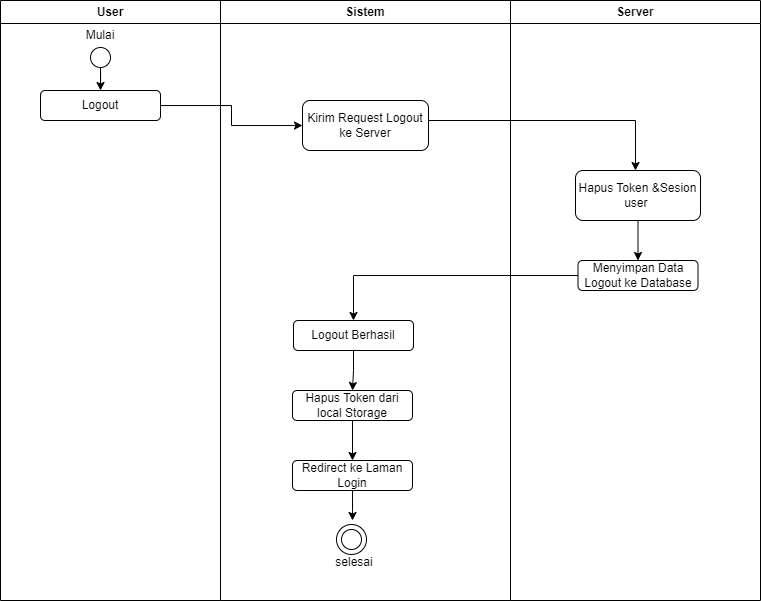 User
Sistem
Server
Mulai
Logout
Kirim Request Logout
ke Server
Hapus Token &Sesion
user
Menyimpan Data
Logout ke Database
Logout Berhasil
Hapus Token dari
local Storage
Redirect ke Laman
Login
selesai